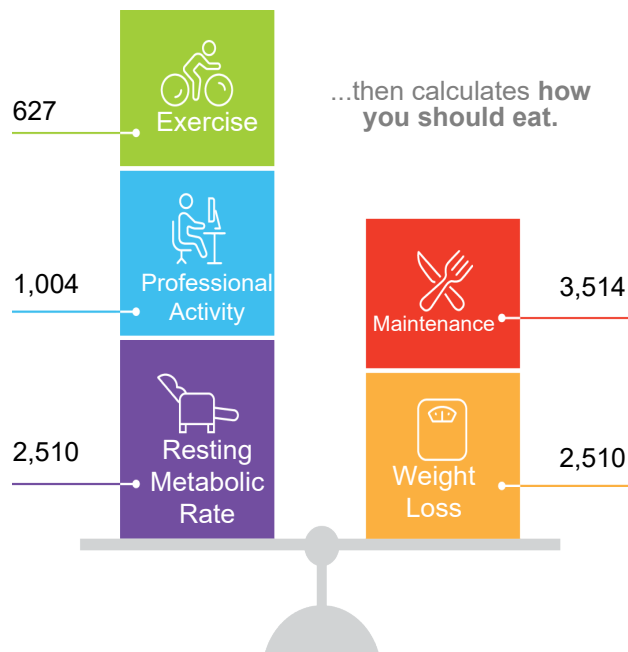 ...then calculates how
you should eat.
627
Exercise
1,004
Professional
Activity
2,510
Resting
Metabolic
Rate
Maintenance
3,514
Weight
Loss
2,510